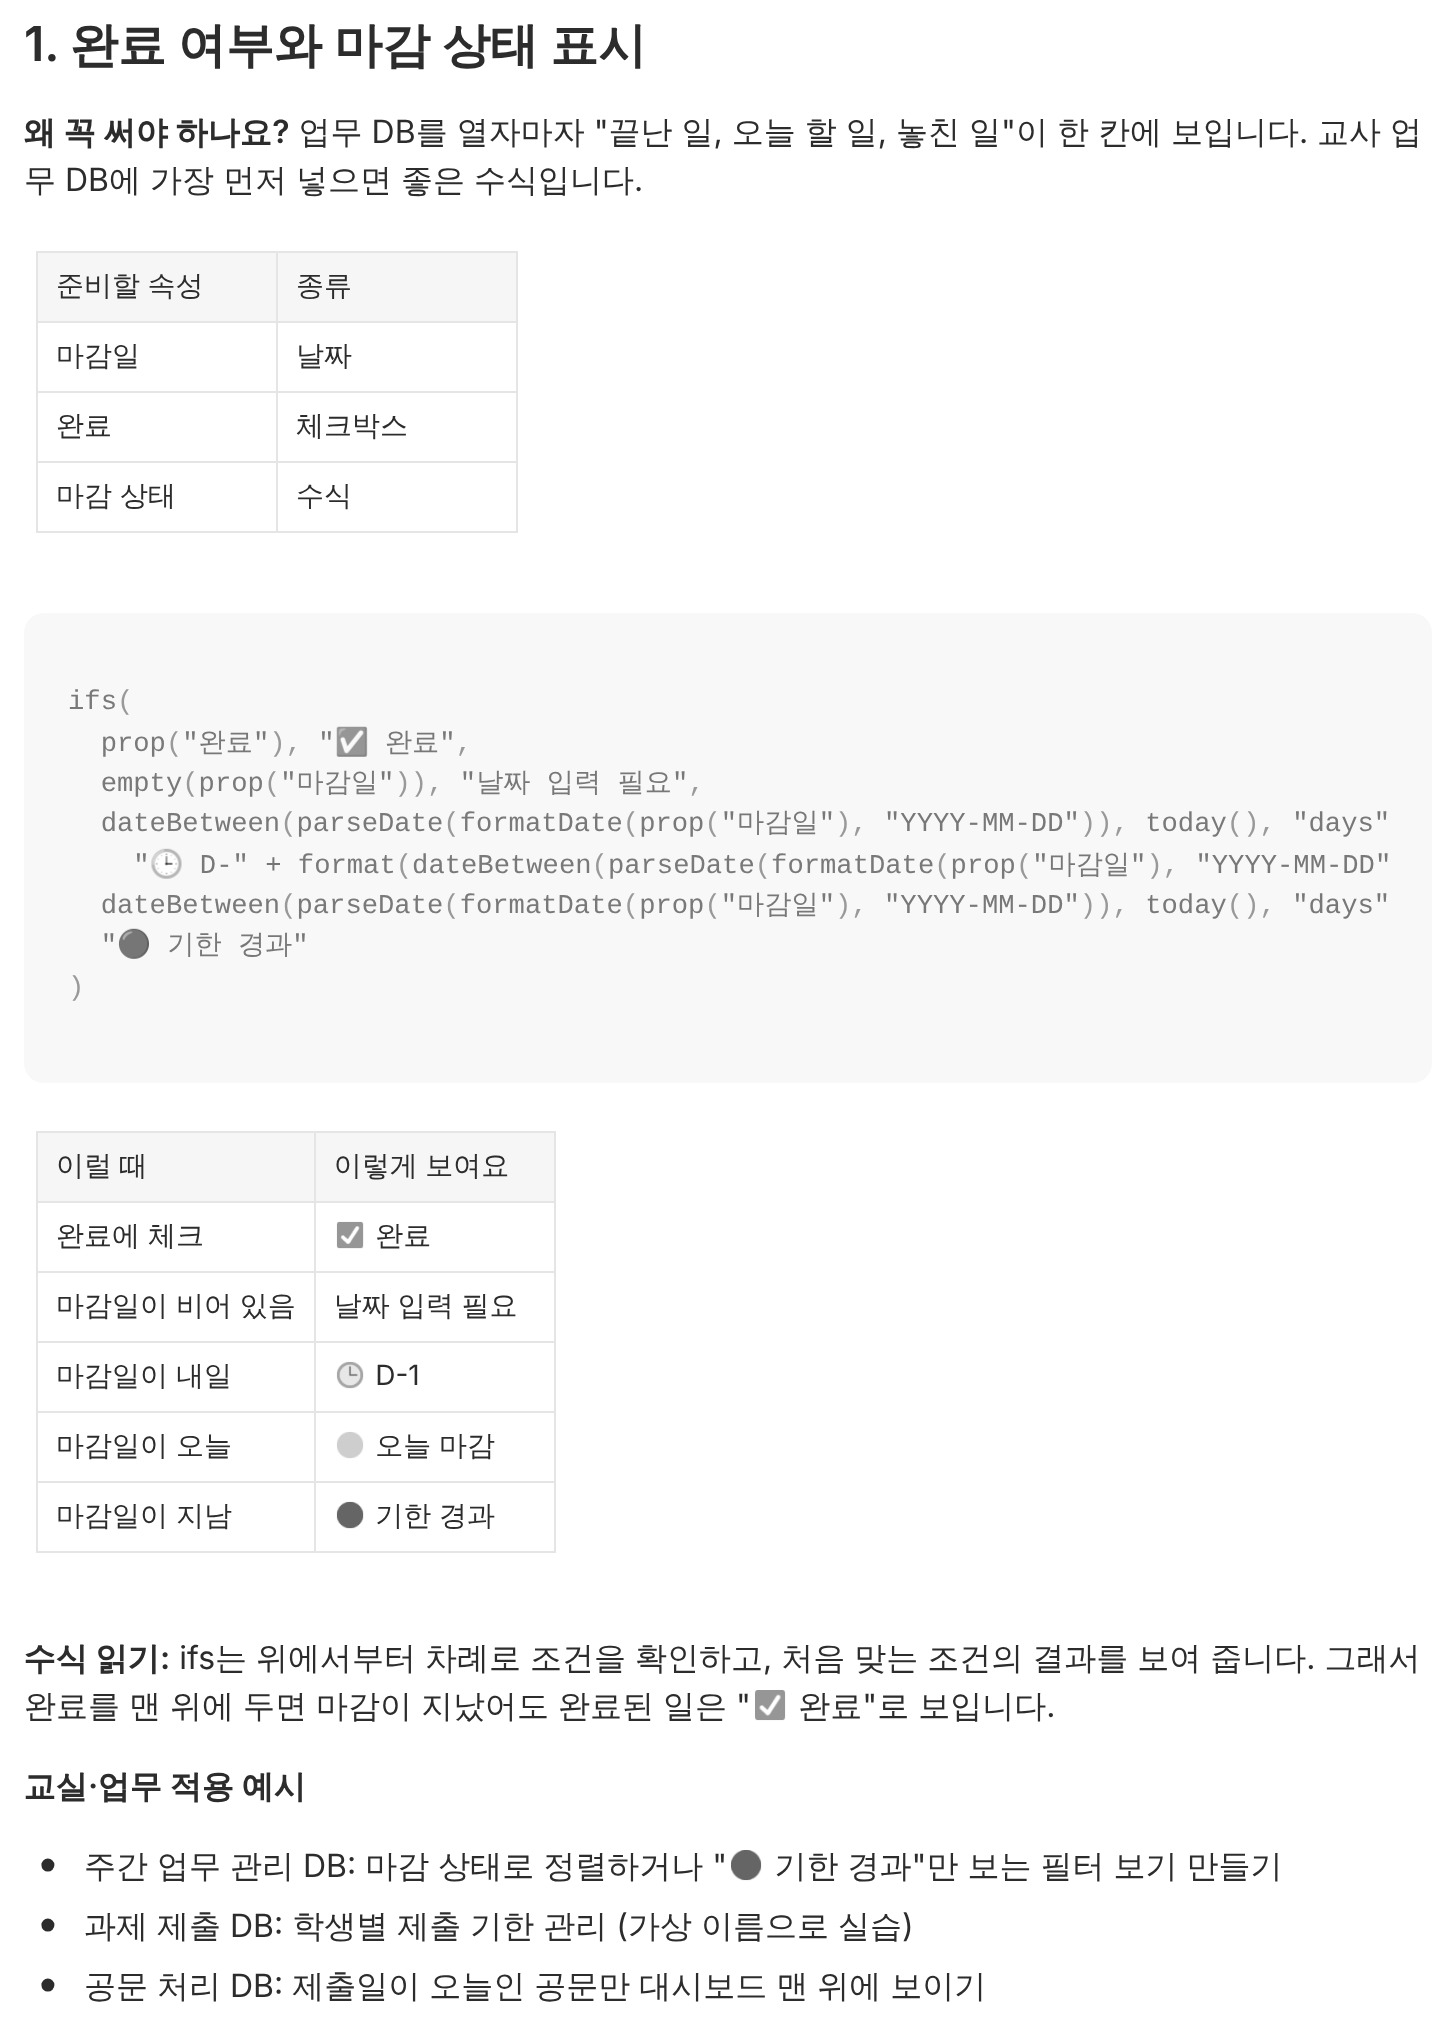 1. 완료 여부와 마감 상태 표시
왜 꼭 써야 하나요? 업무 DB를 열자마자 "끝난 일, 오늘 할 일, 놓친 일"이 한 칸에 보입니다. 교사 업
무 DB에 가장 먼저 넣으면 좋은 수식입니다.
준비할 속성 종류
마감일 날짜
완료 체크박스
마감 상태 수식
ifs(
  prop("완료"), "☑️ 완료",
  empty(prop("마감일")), "날짜 입력 필요",
  dateBetween(parseDate(formatDate(prop("마감일"), "YYYY-MM-DD")), today(), "days"
    "🕒 D-" + format(dateBetween(parseDate(formatDate(prop("마감일"), "YYYY-MM-DD"
  dateBetween(parseDate(formatDate(prop("마감일"), "YYYY-MM-DD")), today(), "days"
  "⚫ 기한 경과"
)
이럴 때 이렇게 보여요
완료에 체크 ☑️ 완료
마감일이 비어 있음 날짜 입력 필요
마감일이 내일 🕒 D-1
마감일이 오늘 ⚪ 오늘 마감
마감일이 지남 ⚫ 기한 경과
수식 읽기: ifs는 위에서부터 차례로 조건을 확인하고, 처음 맞는 조건의 결과를 보여 줍니다. 그래서
완료를 맨 위에 두면 마감이 지났어도 완료된 일은 "☑️ 완료"로 보입니다.
교실·업무 적용 예시
• 주간 업무 관리 DB: 마감 상태로 정렬하거나 "⚫ 기한 경과"만 보는 필터 보기 만들기
• 과제 제출 DB: 학생별 제출 기한 관리 (가상 이름으로 실습)
• 공문 처리 DB: 제출일이 오늘인 공문만 대시보드 맨 위에 보이기